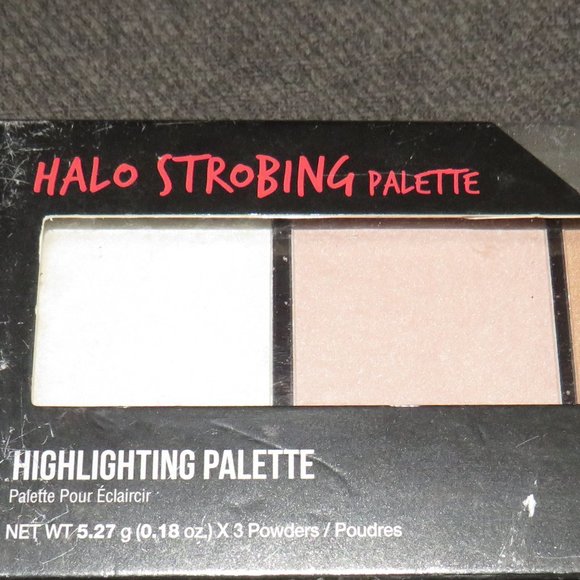 HALO STROBING PALETTE
HIGHLIGHTING PALETTE
Palette Pour Éclaircir
NET WT 5.27 g (0.18 oz.) X 3 Powders / Poudres